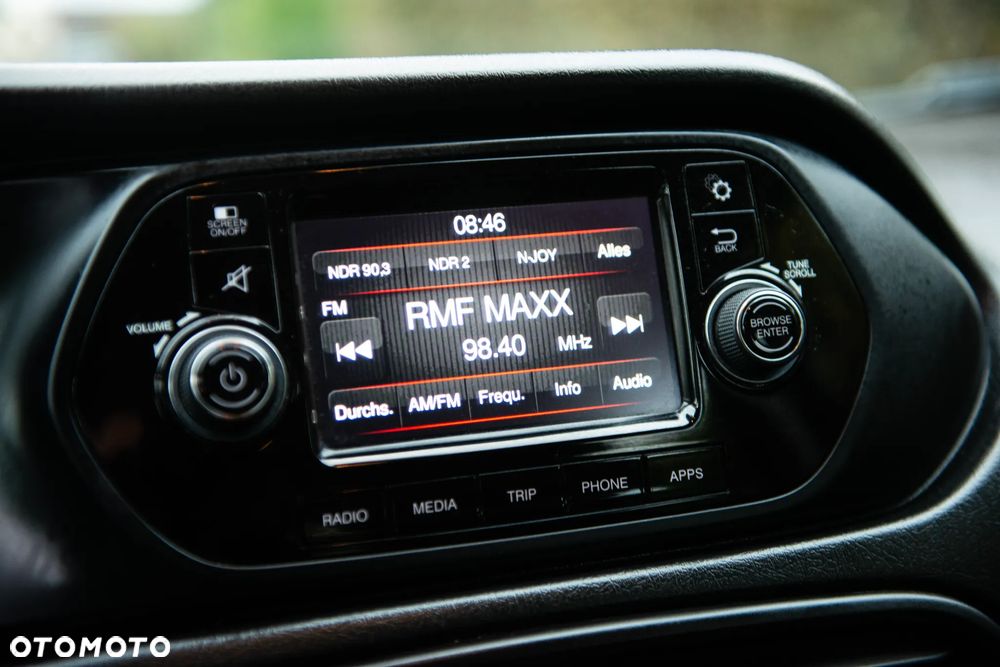 08:46
SCREEN
ON/OFF
BACK
NDR 90,3 NDR 2 N-JOY Alles
FM
RMF MAXX
98.40 MHz
VOLUME
TUNE
SCROLL
BROWSE
ENTER
Durchs. AM/FM Frequ. Info Audio
RADIO MEDIA TRIP PHONE APPS
OTOMOTO